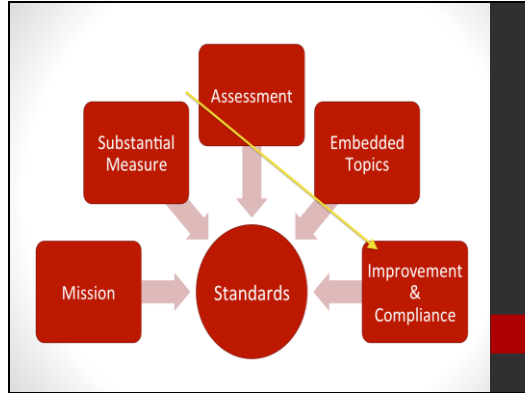 Assessment
Substantial
Measure
Embedded
Topics
Mission
Standards
Improvement
&
Compliance